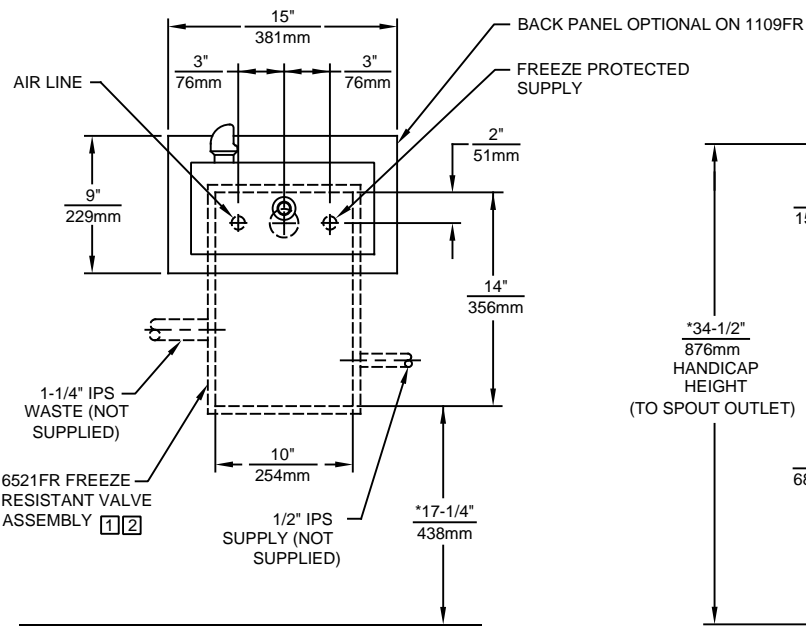 15"
381mm
BACK PANEL OPTIONAL ON 1109FR
3"
76mm
3"
76mm
FREEZE PROTECTED
SUPPLY
AIR LINE
2"
51mm
9"
229mm
14"
356mm
1-1/4" IPS
WASTE (NOT
SUPPLIED)
10"
254mm
6521FR FREEZE
RESISTANT VALVE
ASSEMBLY 1 2
1/2" IPS
SUPPLY (NOT
SUPPLIED)
*17-1/4"
438mm
*34-1/2"
876mm
HANDICAP
HEIGHT
(TO SPOUT OUTLET)